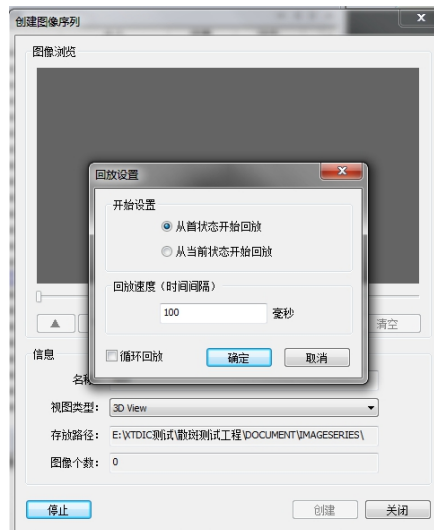 创建图像序列
图像浏览
回放设置
开始设置
从首状态开始回放
从当前状态开始回放
回放速度（时间间隔）
100
毫秒
循环回放
确定
取消
清空
信息
视图类型:
3D View
存放路径:
E:\XTDIC测试\散斑测试工程\DOCUMENT\IMAGESERIES\
图像个数:
0
停止
创建
关闭